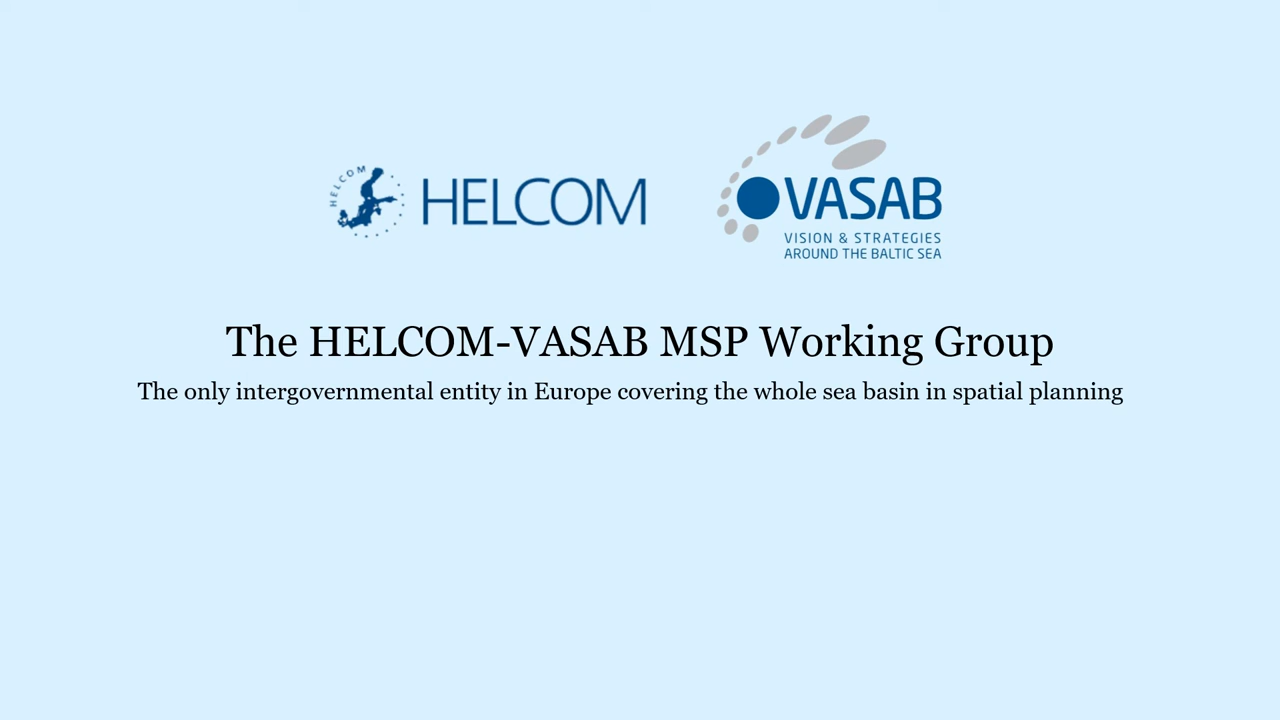 HELCOM
HELCOM
VASAB
VISION & STRATEGIES
AROUND THE BALTIC SEA
The HELCOM-VASAB MSP Working Group
The only intergovernmental entity in Europe covering the whole sea basin in spatial planning